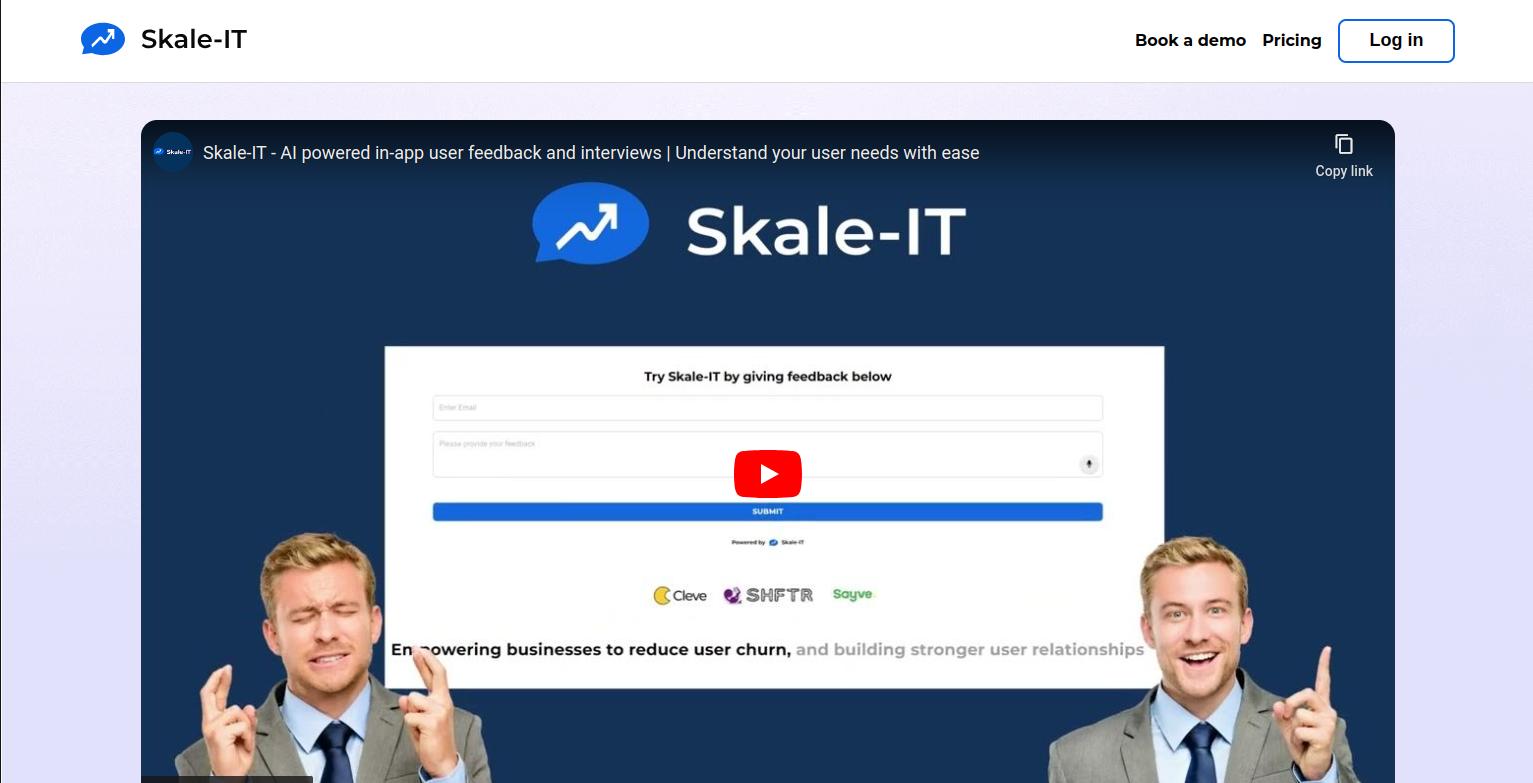 Skale-IT
Book a demo
Pricing
Log in
Skale-IT
Skale-IT - AI powered in-app user feedback and interviews | Understand your user needs with ease
Copy link
Skale-IT
Try Skale-IT by giving feedback below
Enter Email
Please provide your feedback
SUBMIT
Powered by Skale-IT
Cleve
SHFTR
Sayve
Empowering businesses to reduce user churn, and building stronger user relationships